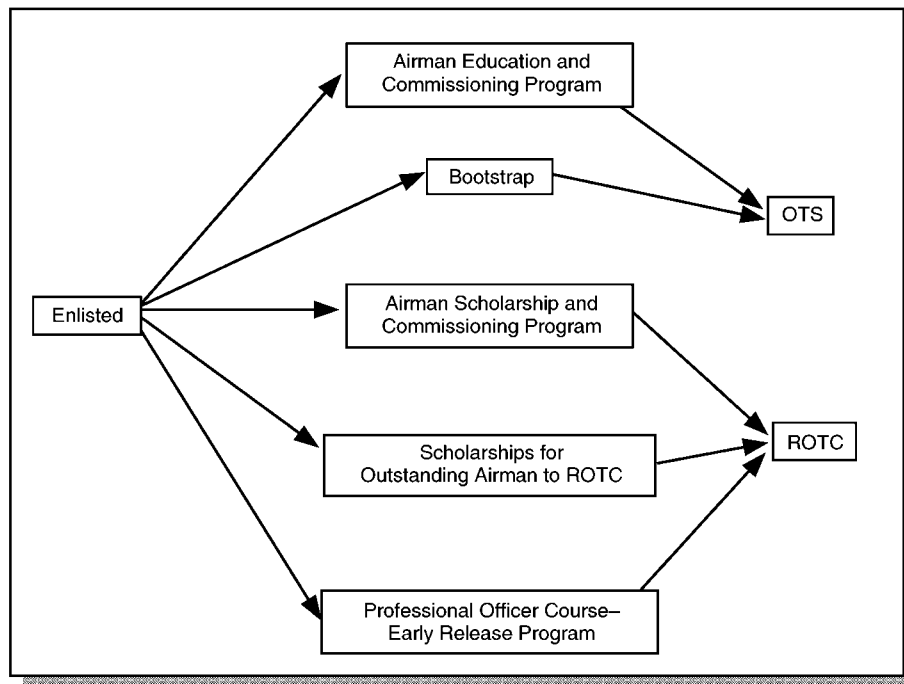 Airman Education and
Commissioning Program
Bootstrap
OTS
Enlisted
Airman Scholarship and
Commissioning Program
ROTC
Scholarships for
Outstanding Airman to ROTC
Professional Officer Course–
Early Release Program